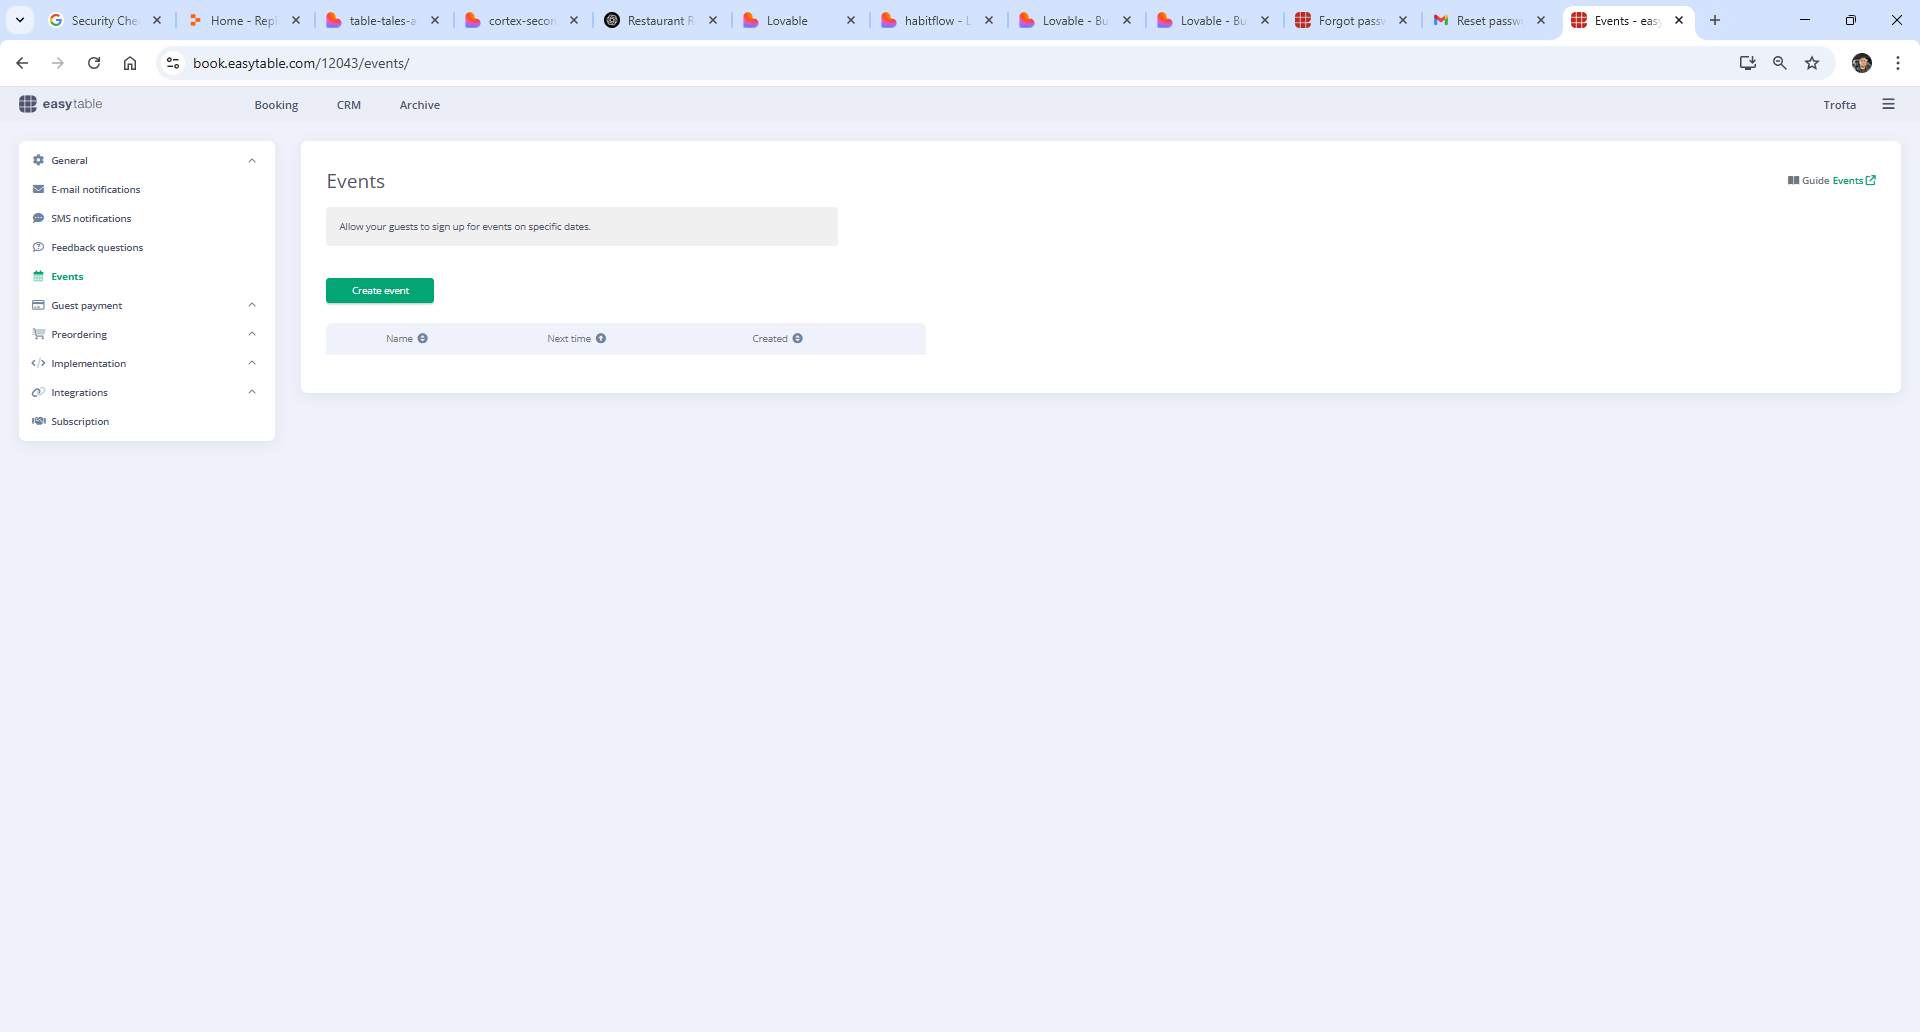 Security Che
Home - Repl
table-tales-a
cortex-secon
Restaurant R
Lovable
habitflow - L
Lovable - Bu
Lovable - Bu
Forgot passw
Reset passwo
Events - easy
book.easytable.com/12043/events/
easytable
Booking
CRM
Archive
Trofta
General
E-mail notifications
SMS notifications
Feedback questions
Events
Guest payment
Preordering
Implementation
Integrations
Subscription
Events
Guide Events
Allow your guests to sign up for events on specific dates.
Create event
Name
Next time
Created